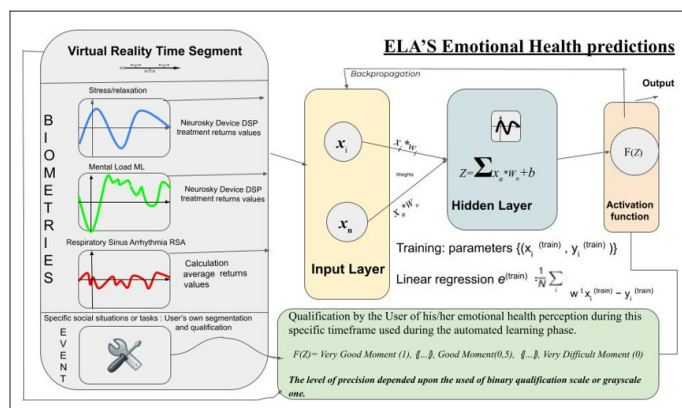 Virtual Reality Time Segment
ELA'S Emotional Health predictions
BIOMETRIES
Stress/relaxation
Neurosky Device DSP
treatment returns values
Mental Load ML
Neurosky Device DSP
treatment returns values
Respiratory Sinus Arrhythmia RSA
Calculation
average returns
values
Specific social situations or tasks : User's own segmentation
and qualification
EVENT
Backpropagation
Output
x i
x n
Input Layer
x i * w i
Weights
x n * w n
Z= ∑ x n * w n + b
Hidden Layer
F(Z)
Activation
function
Training: parameters {(x i (train) , y i (train) )}
Linear regression e(train) = 1/N ∑ i w t x i (train) − y i (train)
Qualification by the User of his/her emotional health perception during this
specific timeframe used during the automated learning phase.
F(Z)= Very Good Moment (1), {[...]}, Good Moment(0,5), {[...]}, Very Difficult Moment (0)
The level of precision depended upon the used of binary qualification scale or grayscale
one.